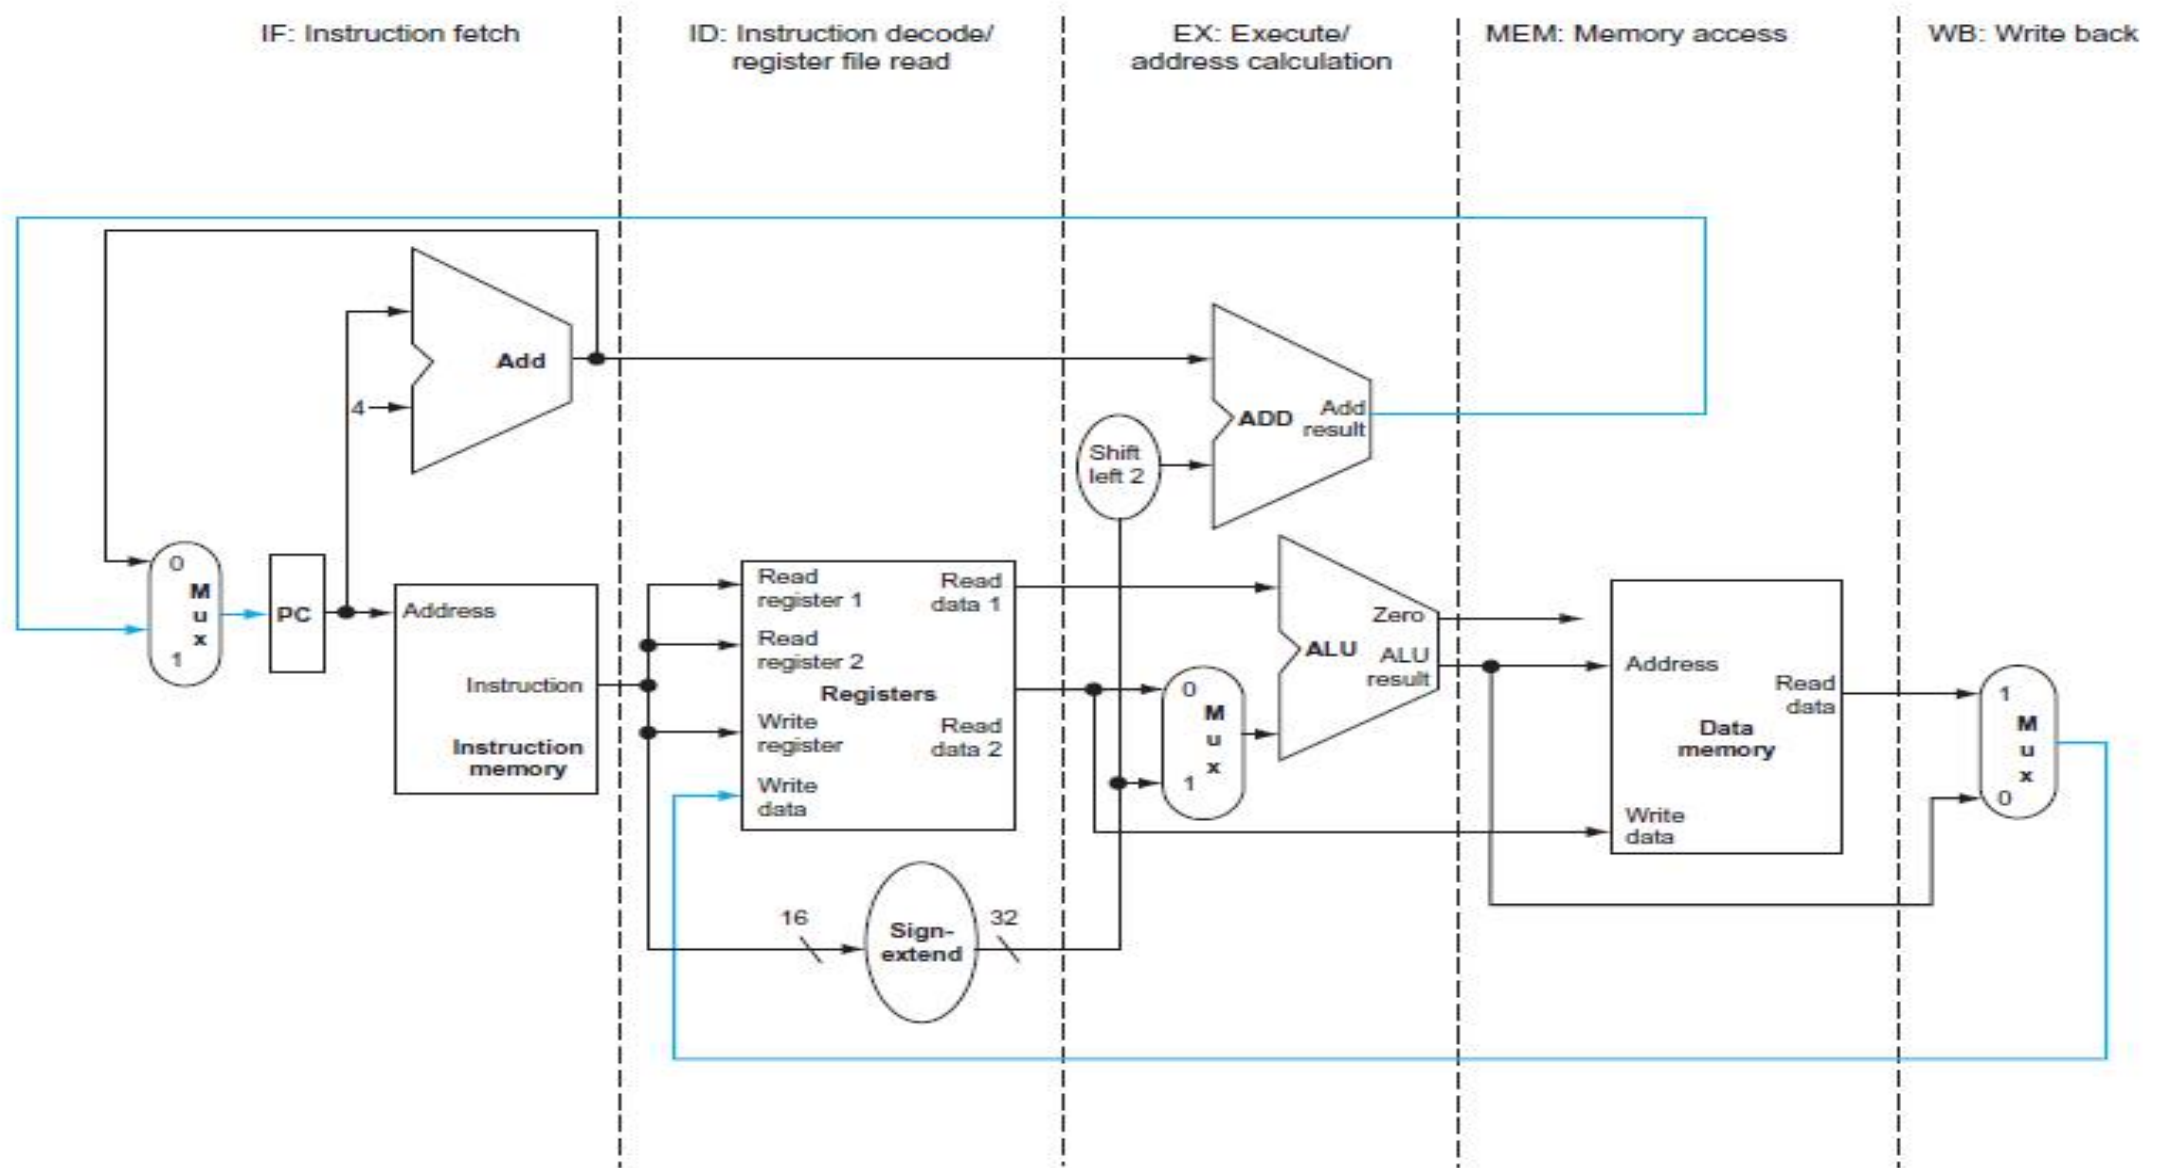 IF: Instruction fetch
ID: Instruction decode/
register file read
EX: Execute/
address calculation
MEM: Memory access
WB: Write back
Add
4
ADD
Add
result
Shift
left 2
0
M
u
x
1
PC
Address
Instruction
Instruction
memory
Read
register 1
Read
register 2
Registers
Write
register
Write
data
Read
data 1
Read
data 2
16
Sign-
extend
32
0
M
u
x
1
Zero
ALU
ALU
result
Address
Read
data
Data
memory
Write
data
1
M
u
x
0